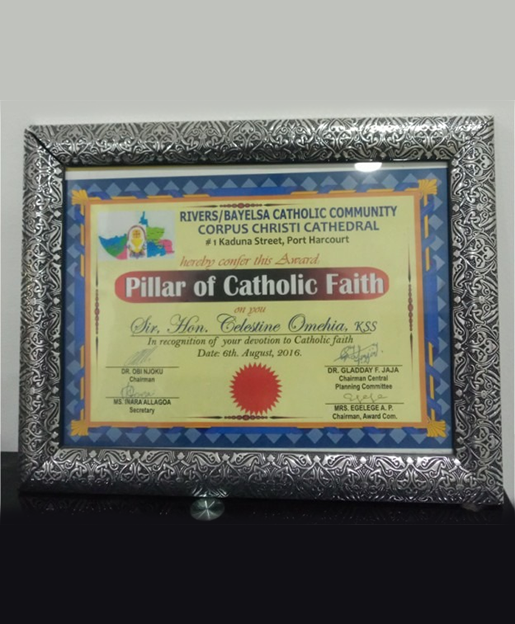 RIVERS/BAYELSA CATHOLIC COMMUNITY
CORPUS CHRISTI CATHEDRAL
# 1 Kaduna Street, Port Harcourt
hereby confer this Award
Pillar of Catholic Faith
on you
Sir, Hon. Celestine Omehia, KSS
In recognition of your devotion to Catholic faith
Date: 6th. August, 2016.
DR. OBI NJOKU
Chairman
MS. INARA ALLAGOA
Secretary
DR. GLADDAY F. JAJA
Chairman Central
Planning Committee
MRS. EGELEGE A. P.
Chairman, Award Com.